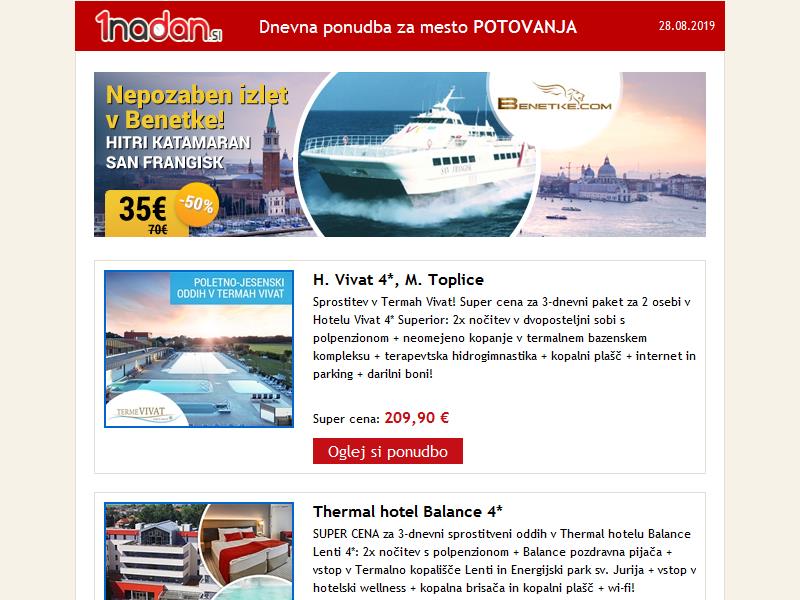 1nadan.si
Dnevna ponudba za mesto POTOVANJA
28.08.2019
Nepozaben izlet
v Benetke!
HITRI KATAMARAN
SAN FRANGISK
35€
-50%
70€
BENETKE.COM
SAN FRANGISK
POLETNO-JESENSKI
ODDIH V TERMAH VIVAT
TERME VIVAT
H. Vivat 4*, M. Toplice
Sprostitev v Termah Vivat! Super cena za 3-dnevni paket za 2 osebi v
Hotelu Vivat 4* Superior: 2x nočitev v dvoposteljni sobi s
polpenzionom + neomejeno kopanje v termalnem bazenskem
kompleksu + terapevtska hidrogimnastika + kopalni plašč + internet in
parking + darilni boni!
Super cena: 209,90 €
Oglej si ponudbo
Thermal hotel Balance 4*
SUPER CENA za 3-dnevni sprostitveni oddih v Thermal hotelu Balance
Lenti 4*: 2x nočitev s polpenzionom + Balance pozdravna pijača +
vstop v Termalno kopališče Lenti in Energijski park sv. Jurija + vstop v
hotelski wellness + kopalna brisača in kopalni plašč + wi-fi!